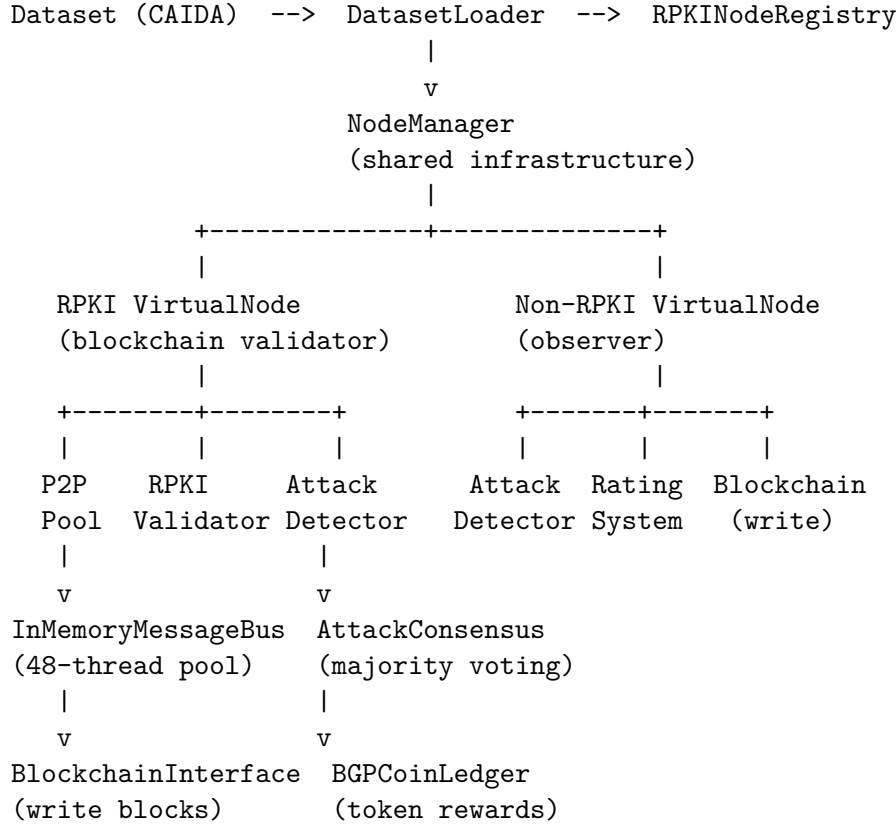 Dataset (CAIDA)  -->  DatasetLoader  -->  RPKINodeRegistry
                           |
                           v
                      NodeManager
                      (shared infrastructure)
                           |
             +--------------+--------------+
             |                             |
   RPKI VirtualNode              Non-RPKI VirtualNode
   (blockchain validator)        (observer)
            |                             |
   +--------+--------+           +-------+-------+
   |        |        |           |       |       |
  P2P    RPKI     Attack      Attack  Rating  Blockchain
  Pool  Validator Detector   Detector System   (write)
   |                |
   v                v
InMemoryMessageBus  AttackConsensus
(48-thread pool)    (majority voting)
   |                |
   v                v
BlockchainInterface  BGPCoinLedger
(write blocks)       (token rewards)